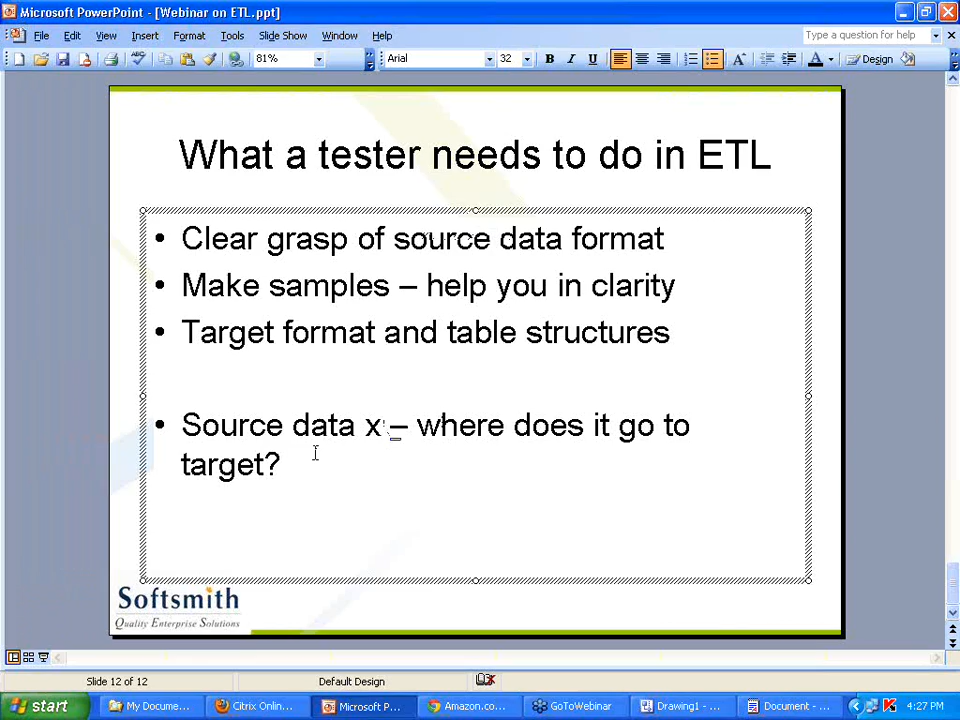 Microsoft PowerPoint - [Webinar on ETL.ppt]
File Edit View Insert Format Tools Slide Show Window Help
Type a question for help
81% Arial 32 B I U A A Design
What a tester needs to do in ETL
• Clear grasp of source data format
• Make samples – help you in clarity
• Target format and table structures
• Source data x – where does it go to
target?
Softsmith
Quality Enterprise Solutions
Slide 12 of 12 Default Design
start My Docume... Citrix Onlin... Microsoft P... Amazon.co... GoToWebinar Drawing1 - ... Document - ... 4:27 PM